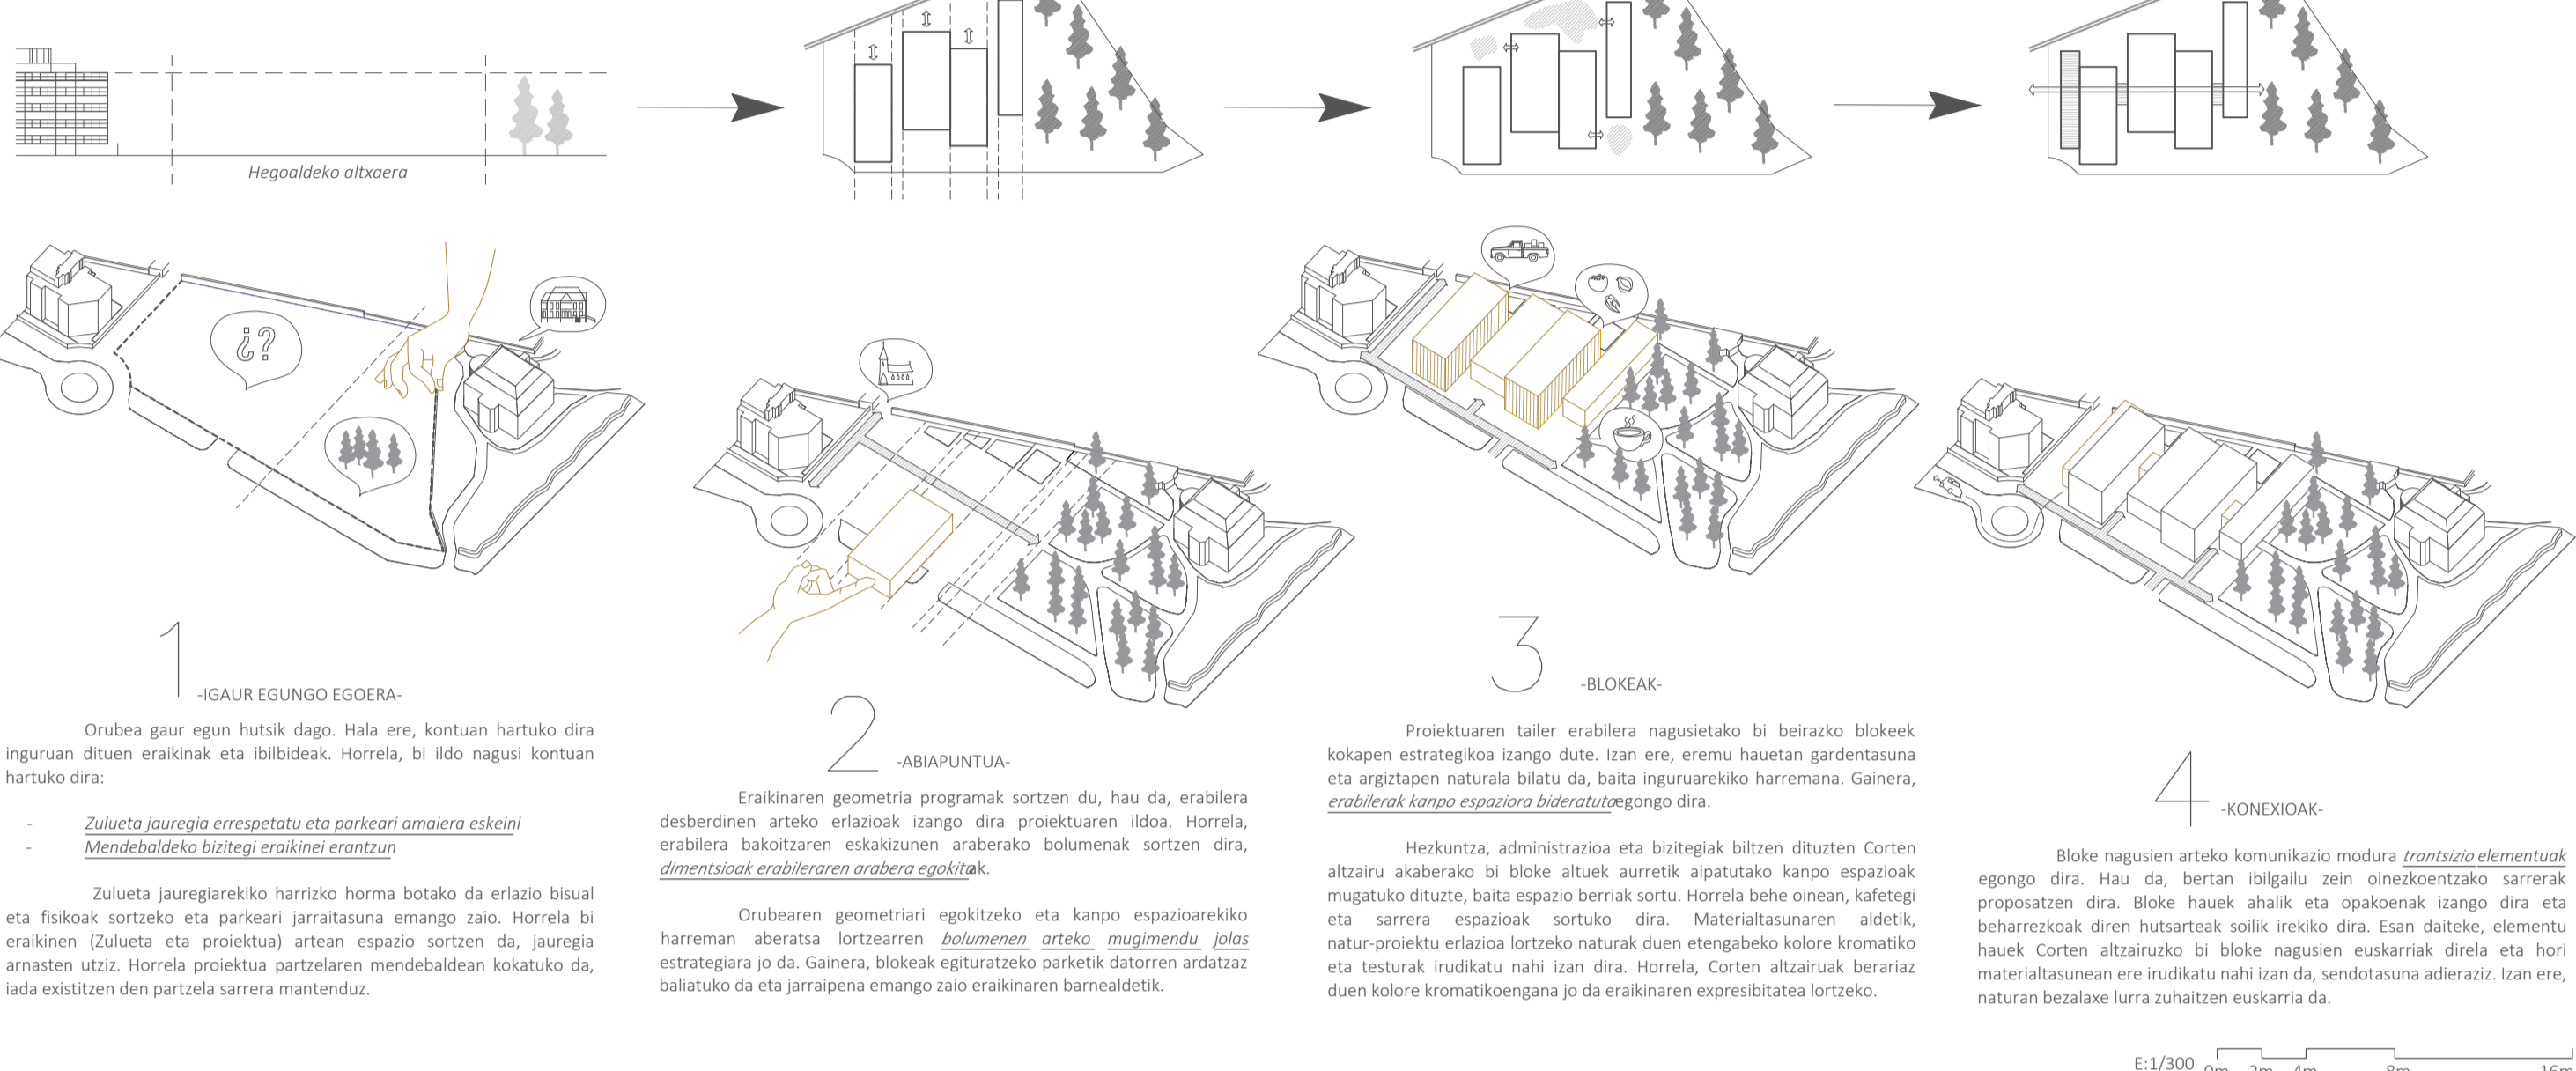 Hegoaldeko altxaera
¿?
1
-IGAUR EGUNGO EGOERA-
Orubea gaur egun hutsik dago. Hala ere, kontuan hartuko dira
inguruan dituen eraikinak eta ibilbideak. Horrela, bi ildo nagusi kontuan
hartuko dira:
- Zulueta jauregia errespetatu eta parkeari amaiera eskeini
- Mendebaldeko bizitegi eraikinei erantzun
Zulueta jauregiarekiko harrizko horma botako da erlazio bisual
eta fisikoak sortzeko eta parkeari jarraitasuna emango zaio. Horrela bi
eraikinen (Zulueta eta proiektua) artean espazio sortzen da, jauregia
arnasten utziz. Horrela proiektua partzelaren mendebaldean kokatuko da,
iada existitzen den partzela sarrera mantenduz.
2
-ABIAPUNTUA-
Eraikinaren geometria programak sortzen du, hau da, erabilera
desberdinen arteko erlazioak izango dira proiektuaren ildoa. Horrela,
erabilera bakoitzaren eskakizunen araberako bolumenak sortzen dira,
dimentsioak erabileraren arabera egokituak.
Orubearen geometriari egokitzeko eta kanpo espazioarekiko
harreman aberatsa lortzearren bolumenen arteko mugimendu jolas
estrategiara jo da. Gainera, blokeak egituratzeko parketik datorren ardatzaz
baliatuko da eta jarraipena emango zaio eraikinaren barnealdetik.
3
-BLOKEAK-
Proiektuaren tailer erabilera nagusietako bi beirazko blokeek
kokapen estrategikoa izango dute. Izan ere, eremu hauetan gardentasuna
eta argiztapen naturala bilatu da, baita inguruarekiko harremana. Gainera,
erabilerak kanpo espaziora bideratuta egongo dira.
Hezkuntza, administrazioa eta bizitegiak biltzen dituzten Corten
altzairu akaberako bi bloke altuek aurretik aipatutako kanpo espazioak
mugatuko dituzte, baita espazio berriak sortu. Horrela behe oinean, kafetegi
eta sarrera espazioak sortuko dira. Materialtasunaren aldetik,
natur-proiektu erlazioa lortzeko naturak duen etengabeko kolore kromatiko
eta testurak irudikatu nahi izan dira. Horrela, Corten altzairuak berariaz
duen kolore kromatikoengana jo da eraikinaren expresibitatea lortzeko.
4
-KONEXIOAK-
Bloke nagusien arteko komunikazio modura trantsizio elementuak
egongo dira. Hau da, bertan ibilgailu zein oinezkoentzako sarrerak
proposatzen dira. Bloke hauek ahalik eta opakoenak izango dira eta
beharrezkoak diren hutsarteak soilik irekiko dira. Esan daiteke, elementu
hauek Corten altzairuzko bi bloke nagusien euskarriak direla eta hori
materialtasunean ere irudikatu nahi izan da, sendotasuna adieraziz. Izan ere,
naturan bezalaxe lurra zuhaitzen euskarria da.
E:1/300 0m 2m 4m 8m 16m